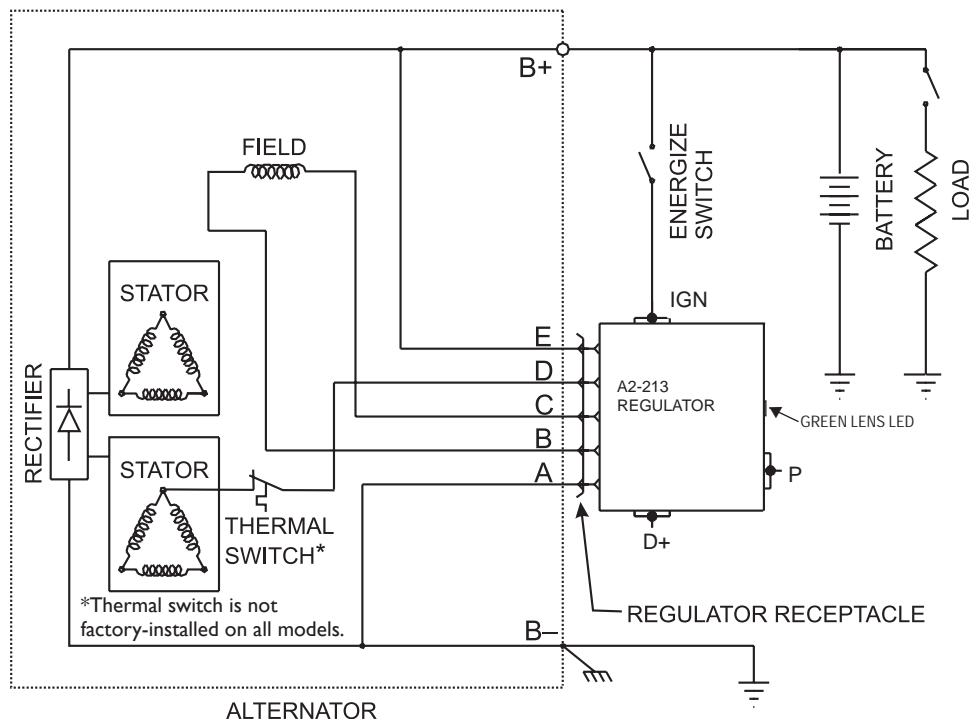 B+
FIELD
ENERGIZE
SWITCH
BATTERY
LOAD
STATOR
IGN
E
D
C
B
A
A2-213
REGULATOR
GREEN LENS LED
RECTIFIER
STATOR
P
THERMAL
SWITCH*
D+
*Thermal switch is not
factory-installed on all models.
REGULATOR RECEPTACLE
B–
ALTERNATOR